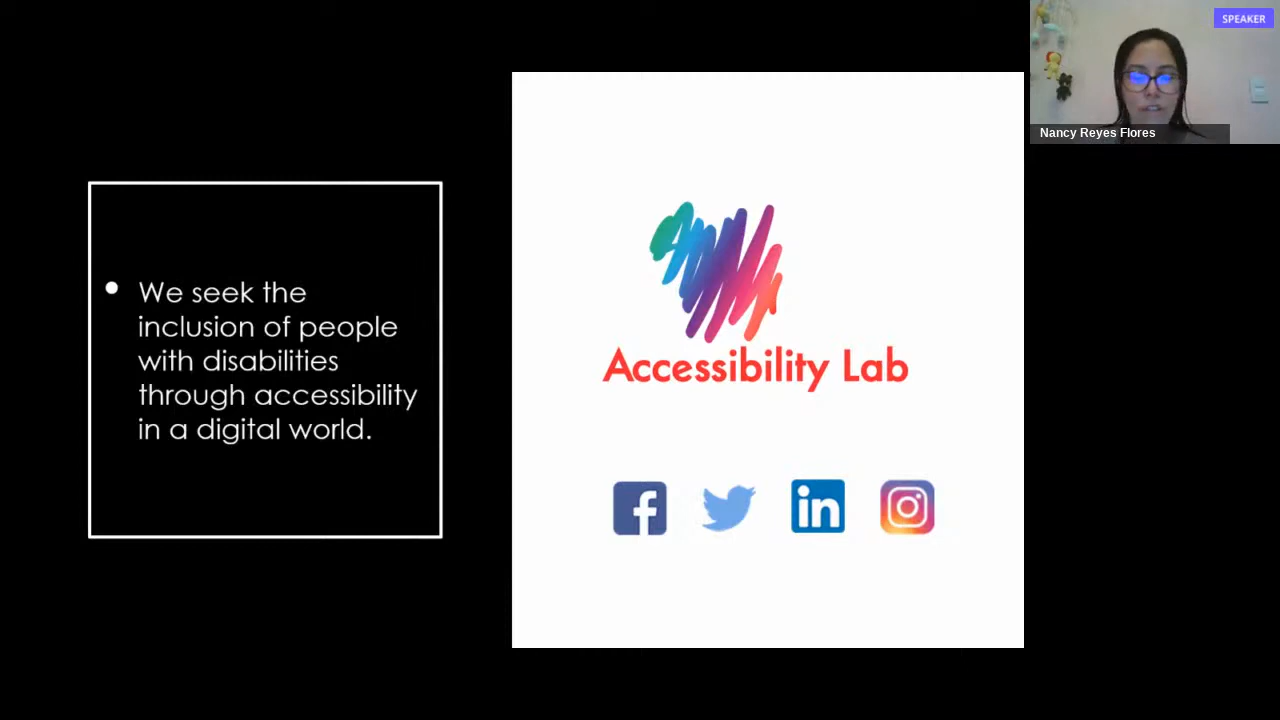 SPEAKER
Nancy Reyes Flores
• We seek the
inclusion of people
with disabilities
through accessibility
in a digital world.
Accessibility Lab
f
in